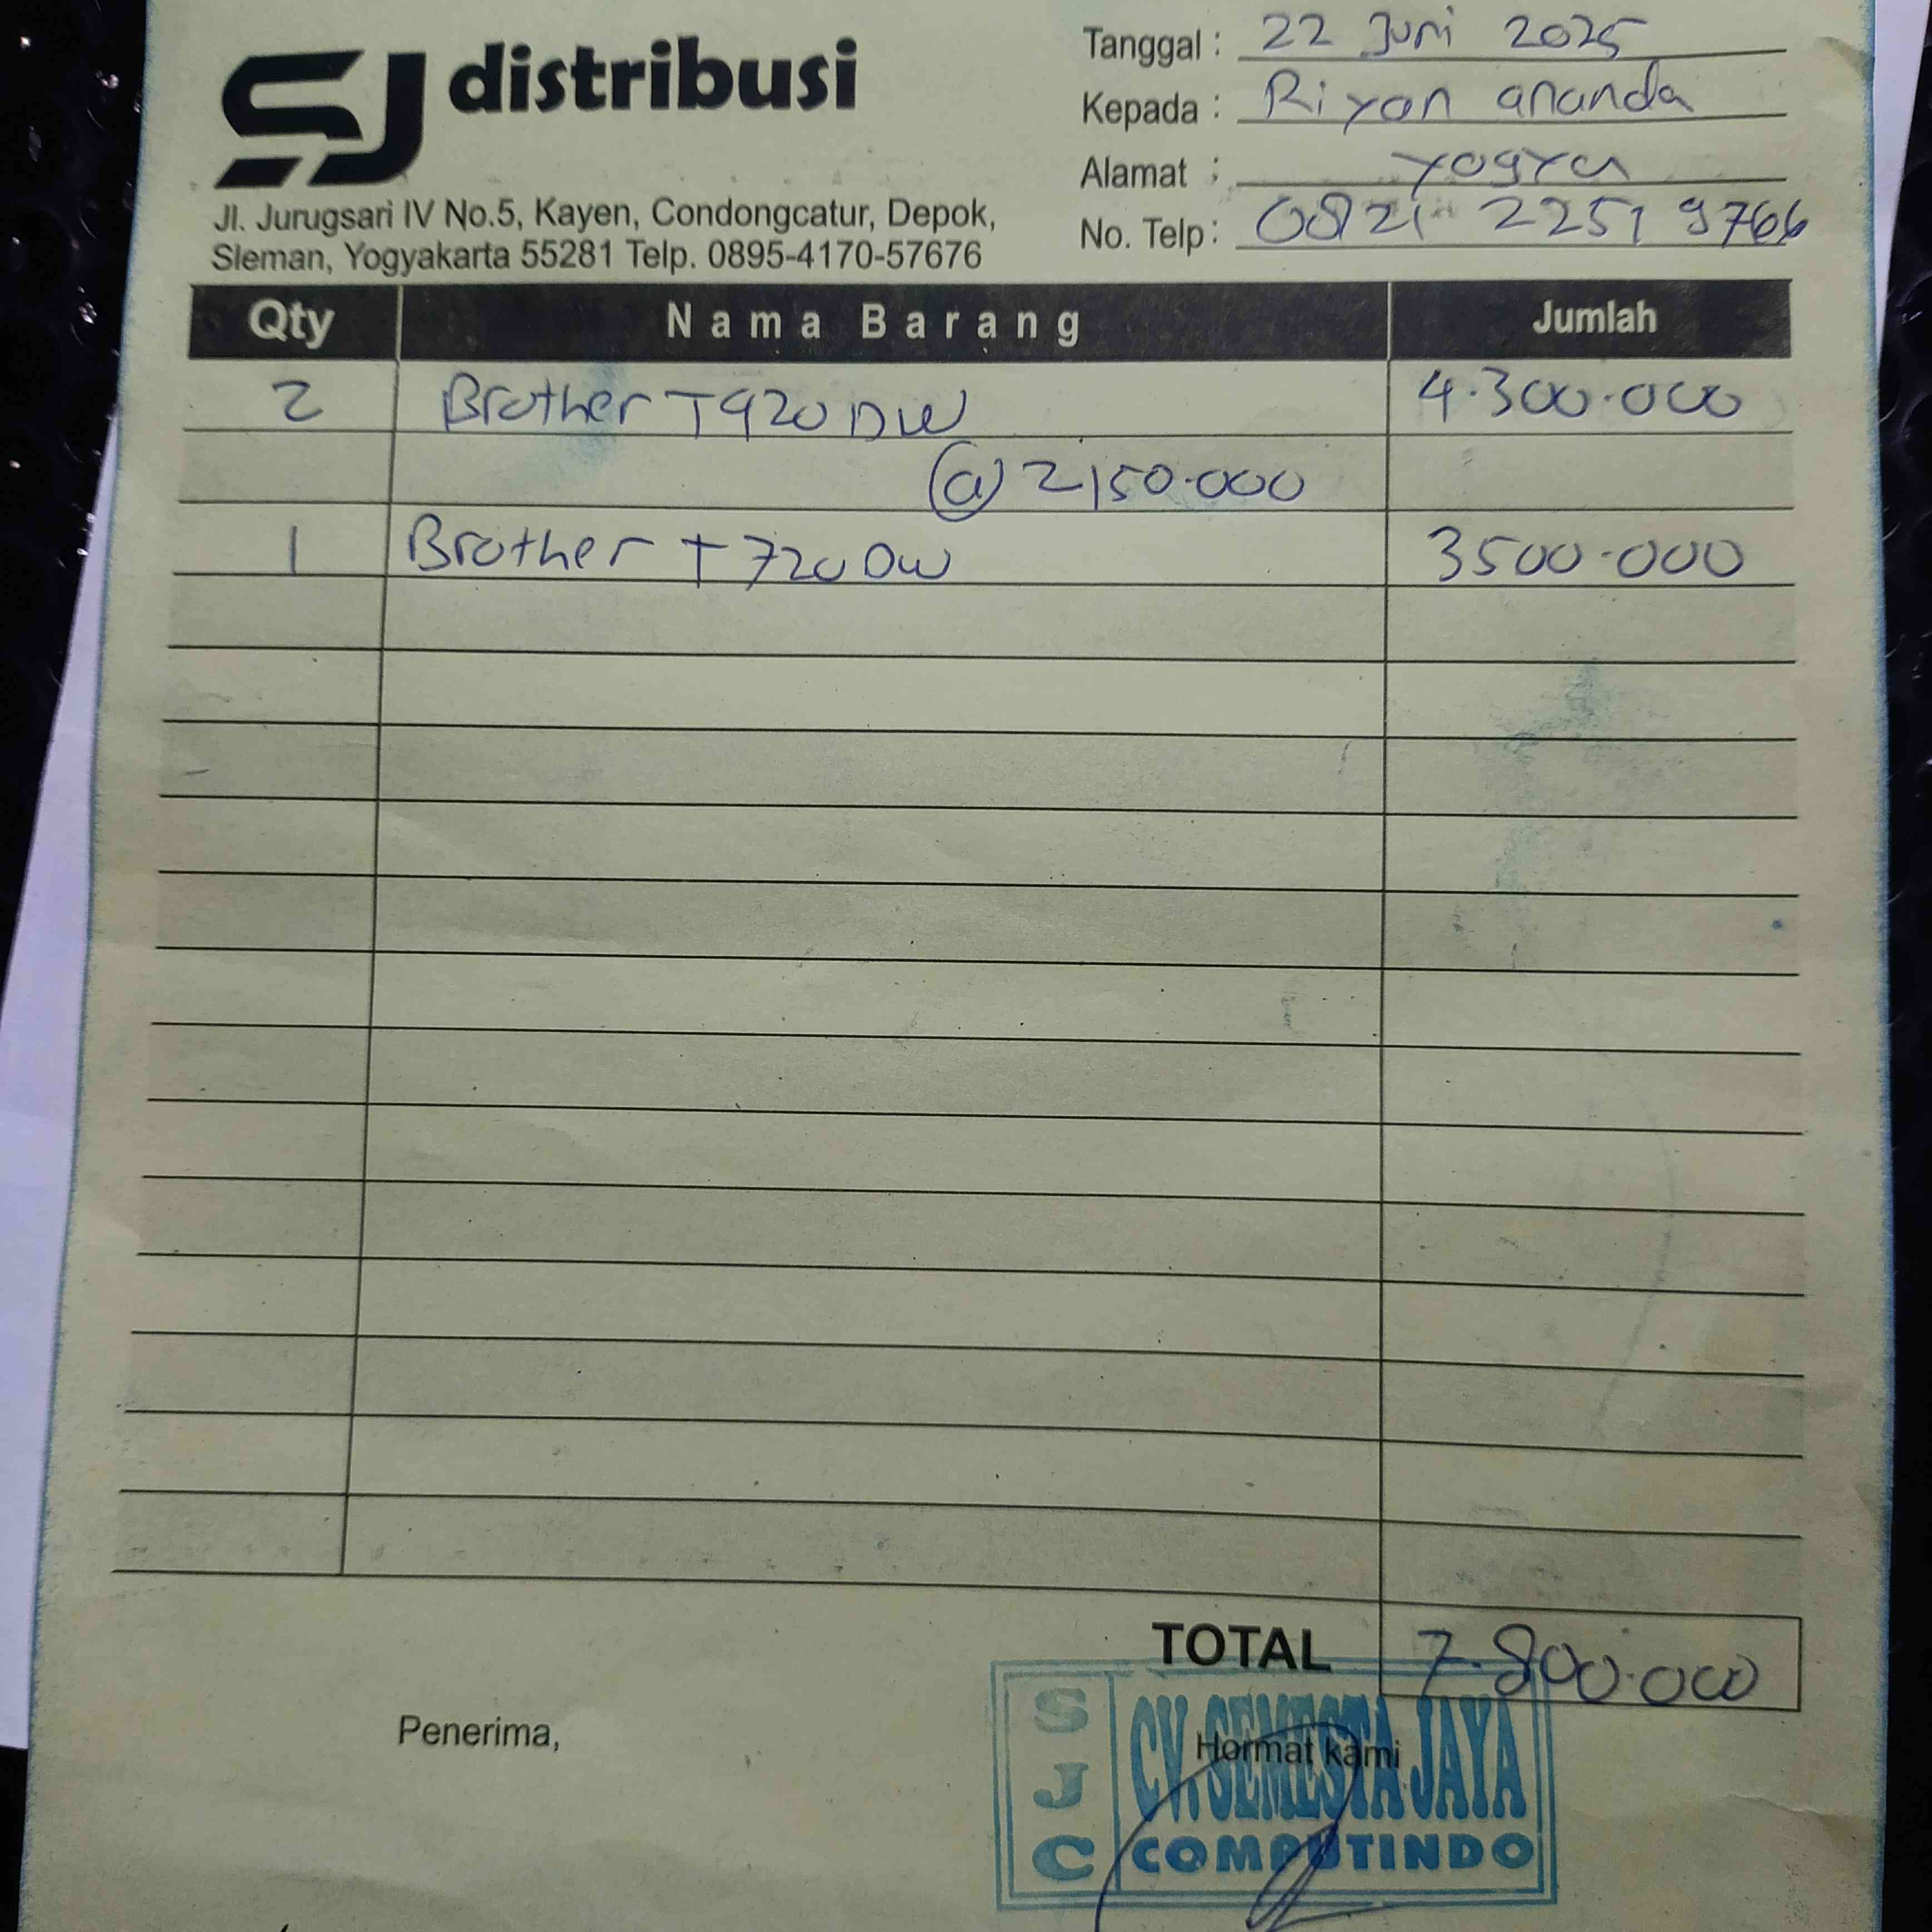 SJ distribusi
Jl. Jurugsari IV No.5, Kayen, Condongcatur, Depok,
Sleman, Yogyakarta 55281 Telp. 0895-4170-57676
Tanggal : 22 Juni 2025
Kepada : Riyan ananda
Alamat : Yogya
No. Telp : 0821 2251 9766
Qty Nama Barang Jumlah
2 Brother T920DW 4.300.000
@ 2150.000
1 Brother T720DW 3500.000
TOTAL 7.800.000
Penerima,
Hormat kami
SJC
CV. SEMESTA JAYA
COMPUTINDO